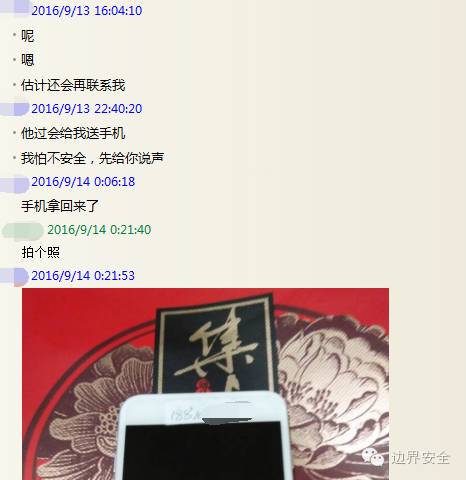 2016/9/13 16:04:10
呢
嗯
估计还会再联系我
2016/9/13 22:40:20
他过会给我送手机
我怕不安全，先给你说声
2016/9/14 0:06:18
手机拿回来了
2016/9/14 0:21:40
拍个照
2016/9/14 0:21:53
集
边界安全